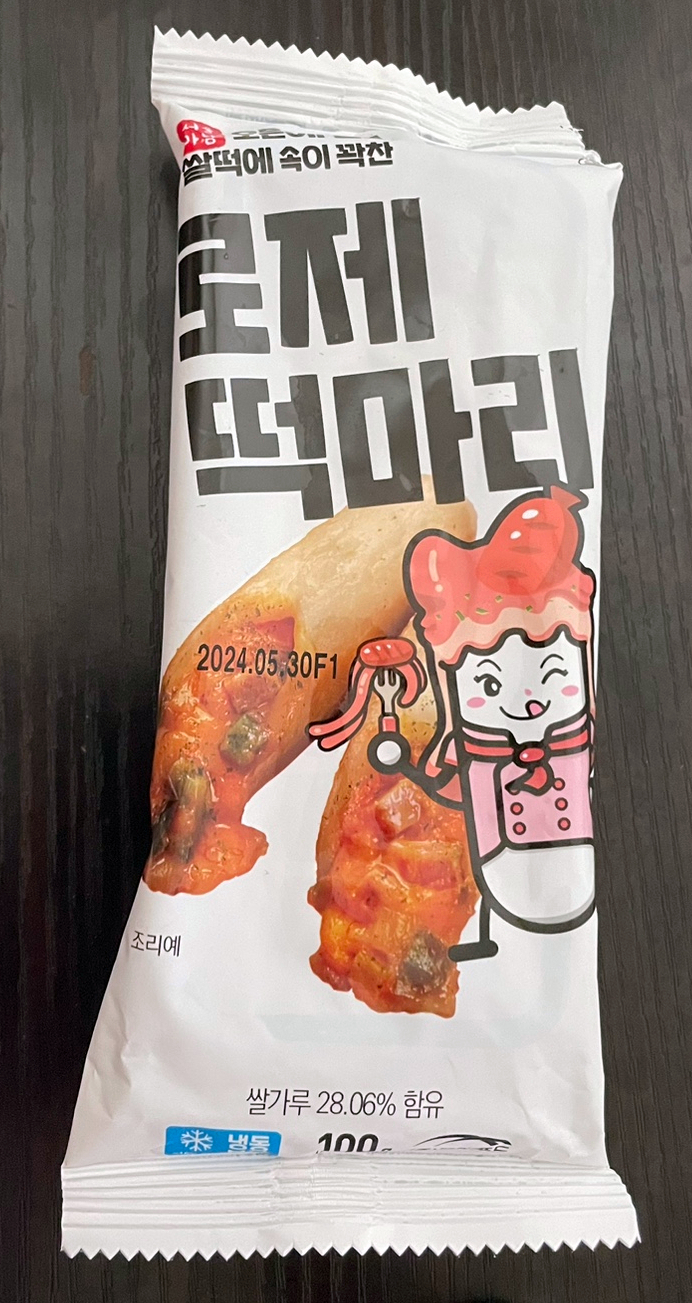 쌀떡에 속이 꽉찬
로제
떡마리
2024.05.30F1
조리예
쌀가루 28.06% 함유
냉동
100g